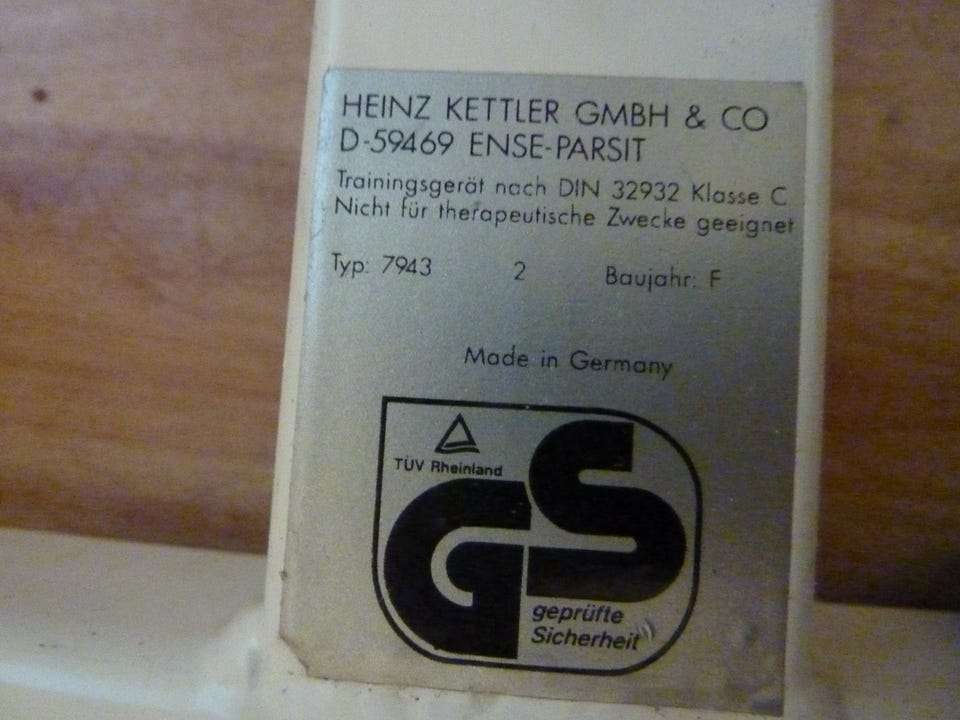 HEINZ KETTLER GMBH & CO
D-59469 ENSE-PARSIT
Trainingsgerät nach DIN 32932 Klasse C
Nicht für therapeutische Zwecke geeignet
Typ: 7943 2 Baujahr: F
Made in Germany
TÜV Rheinland
GS
geprüfte
Sicherheit